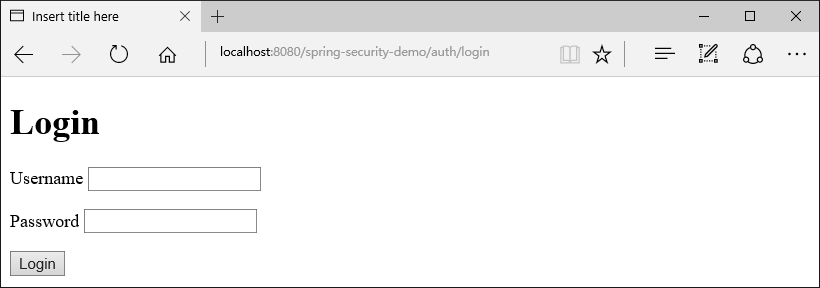 Insert title here
localhost:8080/spring-security-demo/auth/login
Login
Username
Password
Login